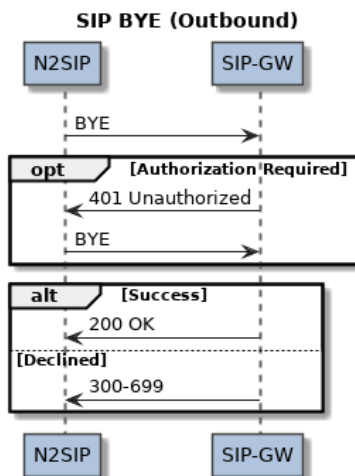 SIP BYE (Outbound)
N2SIP SIP-GW
BYE
opt [Authorization Required]
401 Unauthorized
BYE
alt [Success]
200 OK
[Declined]
300-699
N2SIP SIP-GW